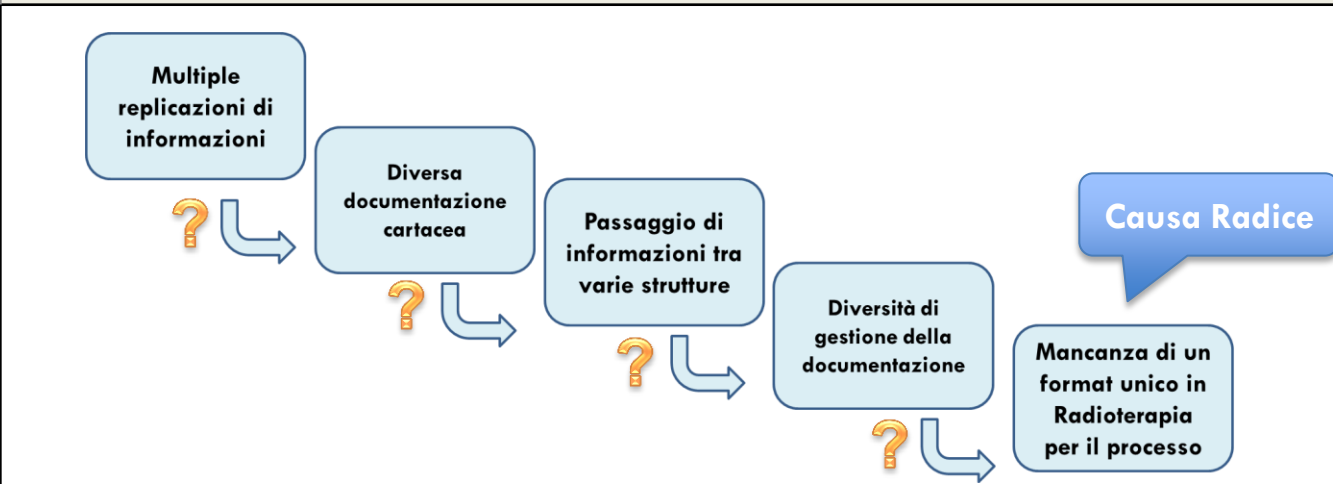 Multiple
replicazioni di
informazioni
?
Diversa
documentazione
cartacea
?
Passaggio di
informazioni tra
varie strutture
?
Diversità di
gestione della
documentazione
?
Causa Radice
Mancanza di un
format unico in
Radioterapia
per il processo